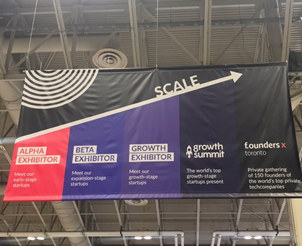 SCALE
ALPHA
EXHIBITOR
Meet our
early-stage
startups
BETA
EXHIBITOR
Meet our
expansion-stage
startups
GROWTH
EXHIBITOR
Meet our
growth-stage
startups
growth
summit
The world's top
growth-stage
startups present
founders x
toronto
Private gathering
of 150 founders of
the world's top private
techcompanies